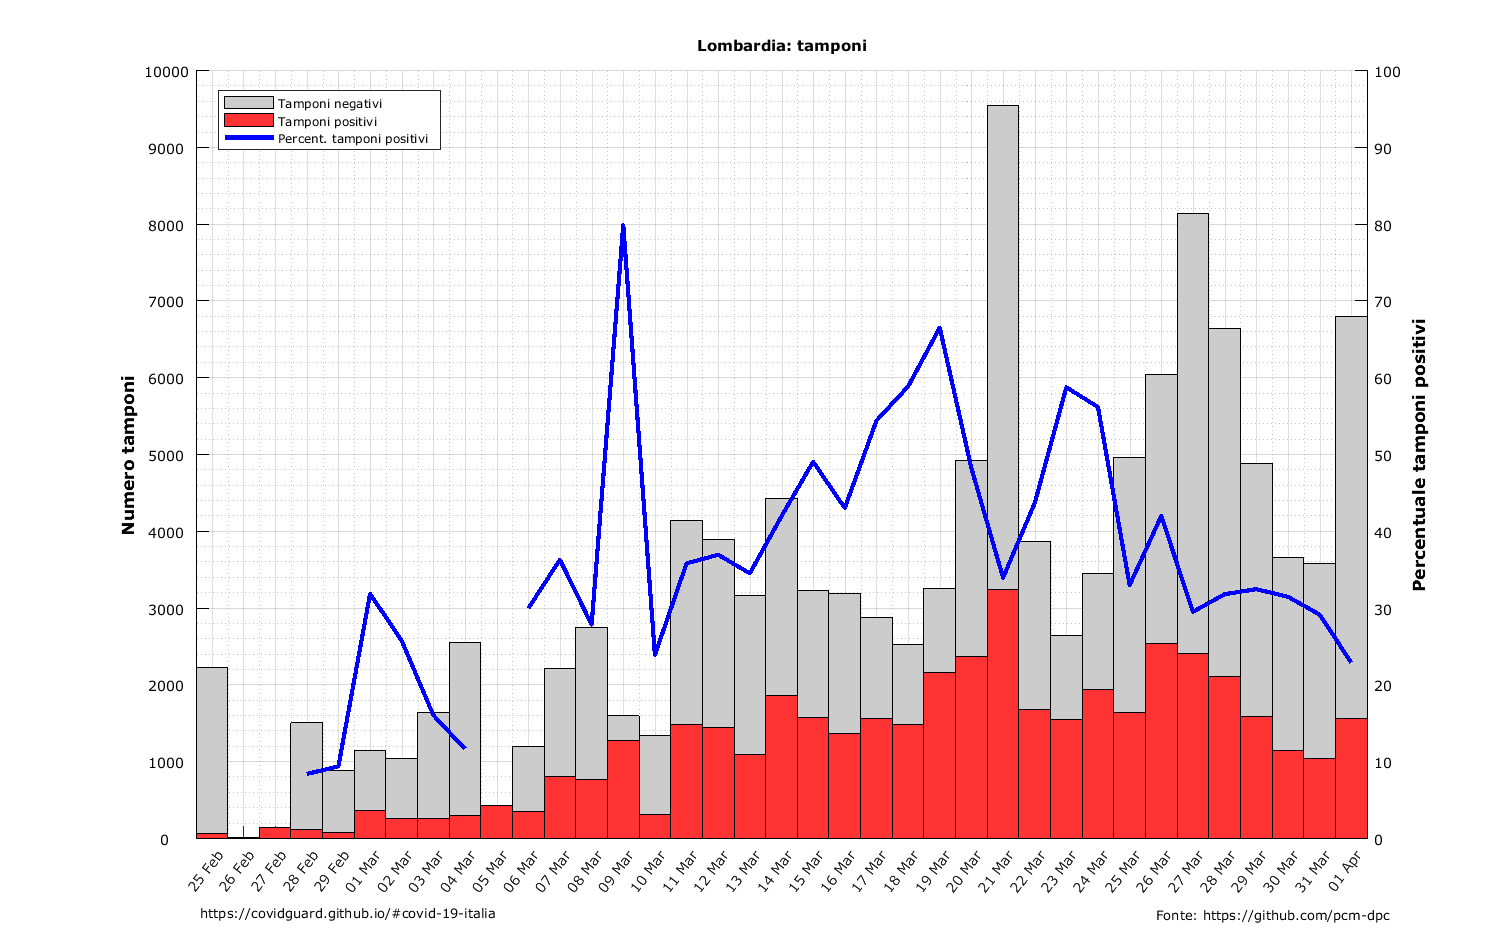 Lombardia: tamponi
Tamponi negativi
Tamponi positivi
Percent. tamponi positivi
Numero tamponi
10000
9000
8000
7000
6000
5000
4000
3000
2000
1000
0
Percentuale tamponi positivi
100
90
80
70
60
50
40
30
20
10
0
25 Feb
26 Feb
27 Feb
28 Feb
29 Feb
01 Mar
02 Mar
03 Mar
04 Mar
05 Mar
06 Mar
07 Mar
08 Mar
09 Mar
10 Mar
11 Mar
12 Mar
13 Mar
14 Mar
15 Mar
16 Mar
17 Mar
18 Mar
19 Mar
20 Mar
21 Mar
22 Mar
23 Mar
24 Mar
25 Mar
26 Mar
27 Mar
28 Mar
29 Mar
30 Mar
31 Mar
01 Apr
https://covidguard.github.io/#covid-19-italia
Fonte: https://github.com/pcm-dpc